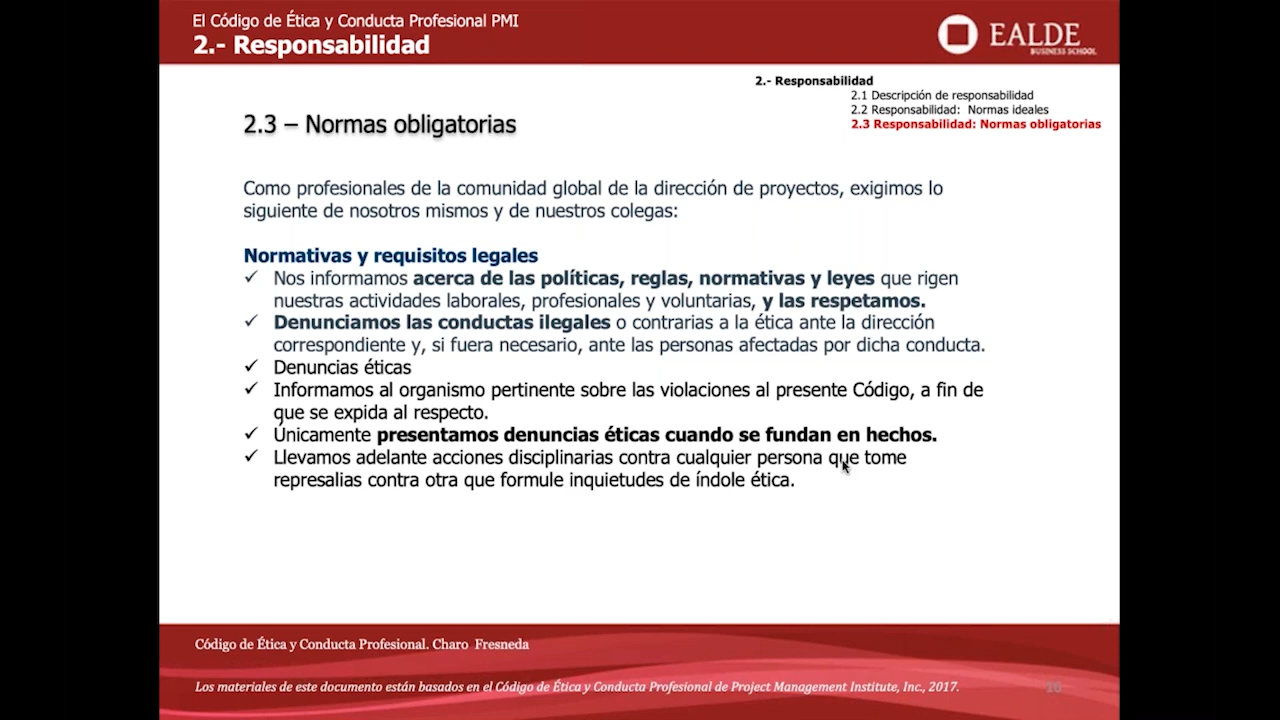 El Código de Ética y Conducta Profesional PMI
2.- Responsabilidad
EALDE
BUSINESS SCHOOL
2.- Responsabilidad
2.1 Descripción de responsabilidad
2.2 Responsabilidad: Normas ideales
2.3 Responsabilidad: Normas obligatorias
2.3 – Normas obligatorias
Como profesionales de la comunidad global de la dirección de proyectos, exigimos lo
siguiente de nosotros mismos y de nuestros colegas:
Normativas y requisitos legales
✓ Nos informamos acerca de las políticas, reglas, normativas y leyes que rigen
nuestras actividades laborales, profesionales y voluntarias, y las respetamos.
✓ Denunciamos las conductas ilegales o contrarias a la ética ante la dirección
correspondiente y, si fuera necesario, ante las personas afectadas por dicha conducta.
✓ Denuncias éticas
✓ Informamos al organismo pertinente sobre las violaciones al presente Código, a fin de
que se expida al respecto.
✓ Únicamente presentamos denuncias éticas cuando se fundan en hechos.
✓ Llevamos adelante acciones disciplinarias contra cualquier persona que tome
represalias contra otra que formule inquietudes de índole ética.
Código de Ética y Conducta Profesional. Charo Fresneda
Los materiales de este documento están basados en el Código de Ética y Conducta Profesional de Project Management Institute, Inc., 2017.